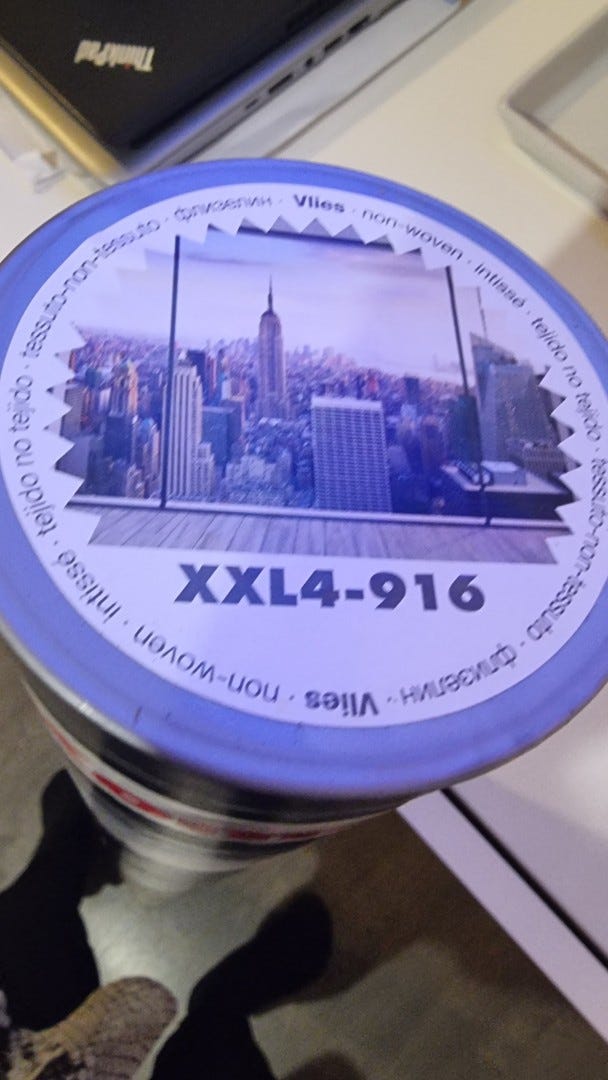 ThinkPad
Vlies · non-woven · intissé · tejido no tejido · tessuto-non-tessuto · флизелин · Vlies · non-woven · intissé · tejido no tejido · tessuto-non-tessuto · флизелин ·
XXL4-916